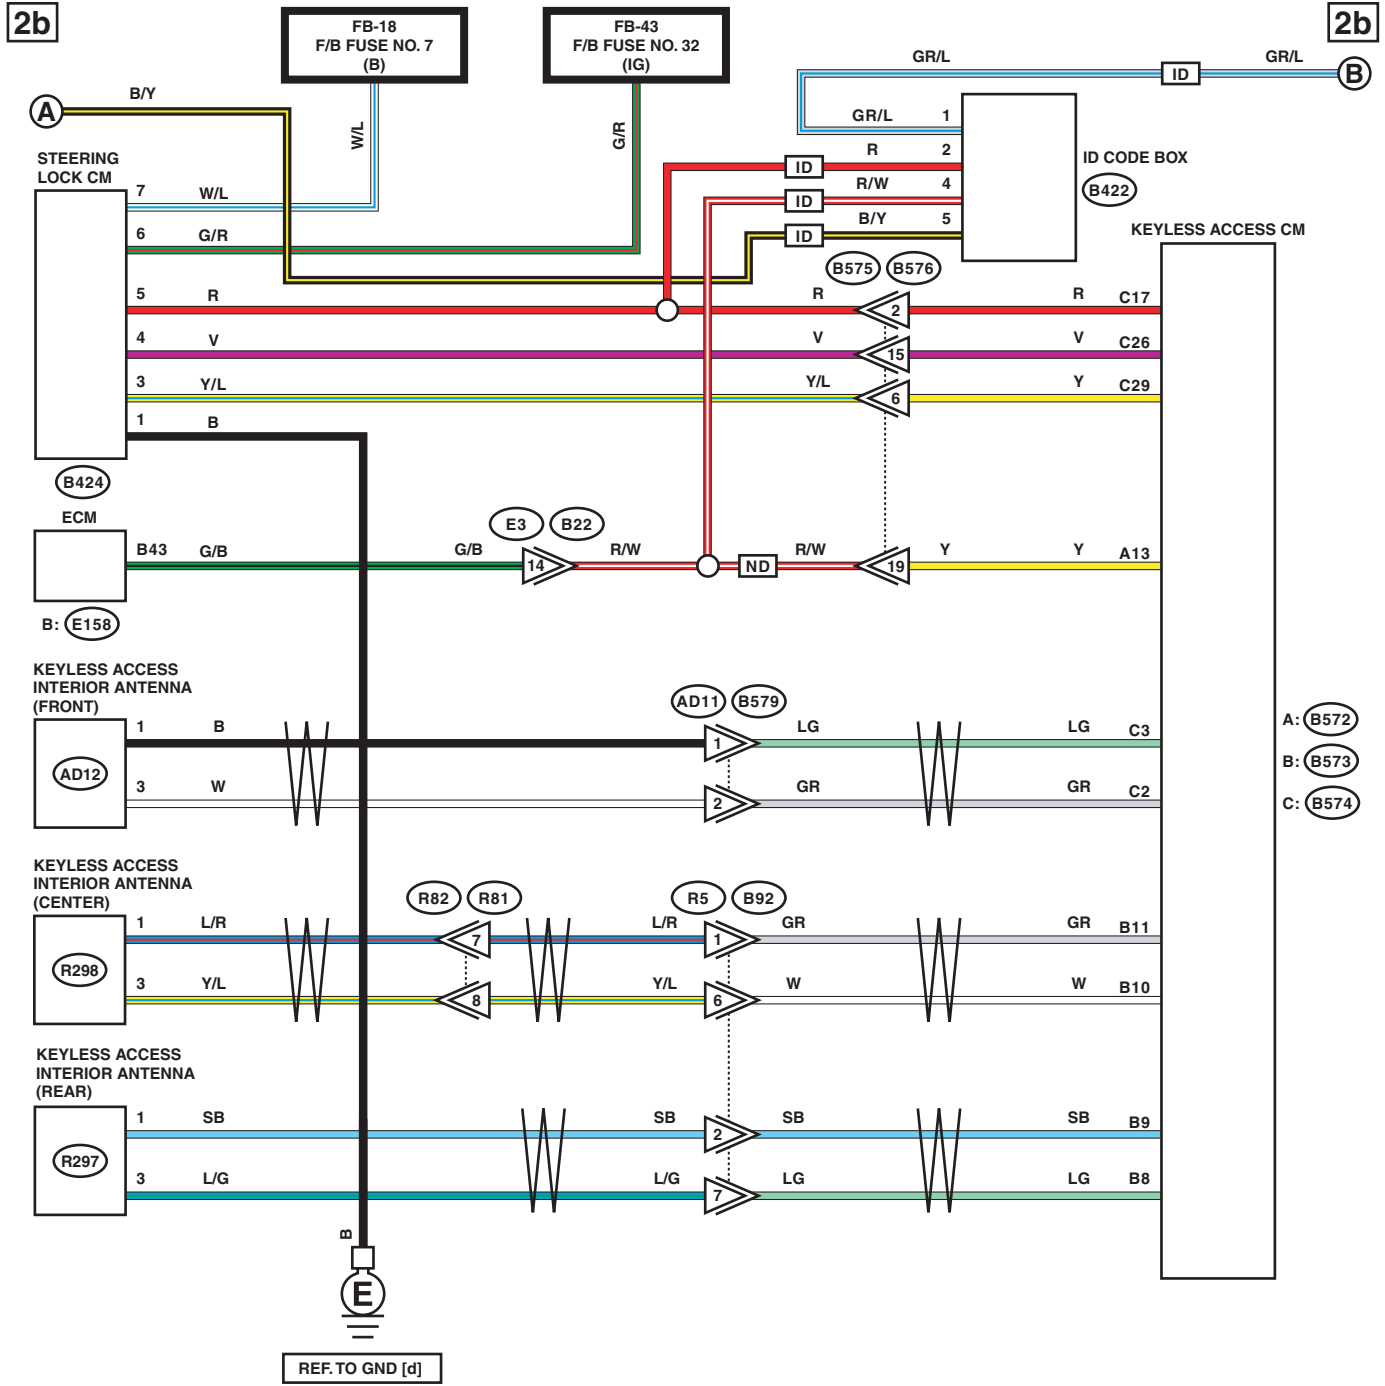 2b
FB-18
F/B FUSE NO. 7
(B)
FB-43
F/B FUSE NO. 32
(IG)
2b
GR/L
ID
GR/L
B
A
B/Y
W/L
G/R
GR/L
1
R
2
ID
R/W
4
ID
B/Y
5
ID
ID CODE BOX
B422
STEERING
LOCK CM
7
W/L
6
G/R
5
R
4
V
3
Y/L
1
B
B424
B575
B576
KEYLESS ACCESS CM
R
2
R
C17
V
15
V
C26
Y/L
6
Y
C29
ECM
B43
G/B
G/B
E3
B22
14
R/W
ND
R/W
19
Y
Y
A13
B:
E158
KEYLESS ACCESS
INTERIOR ANTENNA
(FRONT)
AD12
1
B
3
W
AD11
B579
1
LG
LG
C3
2
GR
GR
C2
A: B572
B: B573
C: B574
KEYLESS ACCESS
INTERIOR ANTENNA
(CENTER)
R298
1
L/R
3
Y/L
R82
R81
7
8
L/R
Y/L
R5
B92
1
GR
GR
B11
6
W
W
B10
KEYLESS ACCESS
INTERIOR ANTENNA
(REAR)
R297
1
SB
SB
2
SB
SB
B9
3
L/G
L/G
7
LG
LG
B8
B
E
REF. TO GND [d]